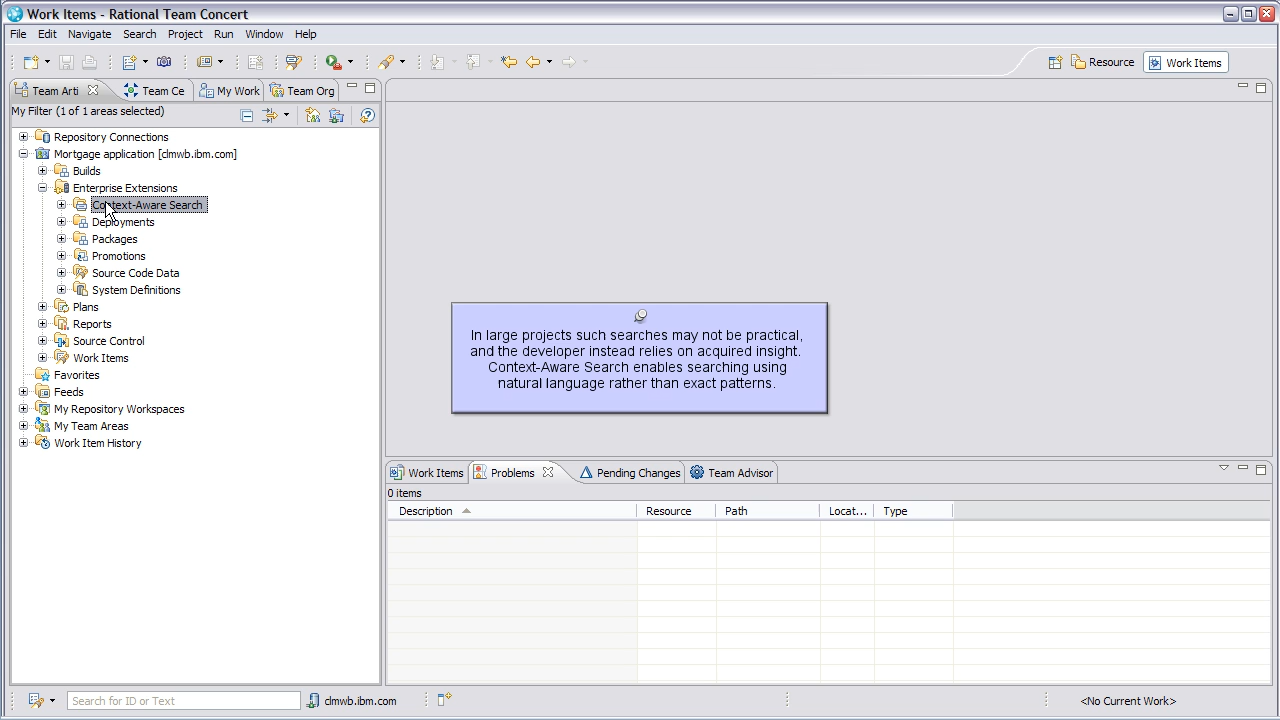 Work Items - Rational Team Concert
File Edit Navigate Search Project Run Window Help
Resource Work Items
Team Arti Team Ce My Work Team Org
My Filter (1 of 1 areas selected)
Repository Connections
Mortgage application [clmwb.ibm.com]
Builds
Enterprise Extensions
Context-Aware Search
Deployments
Packages
Promotions
Source Code Data
System Definitions
Plans
Reports
Source Control
Work Items
Favorites
Feeds
My Repository Workspaces
My Team Areas
Work Item History
In large projects such searches may not be practical,
and the developer instead relies on acquired insight.
Context-Aware Search enables searching using
natural language rather than exact patterns.
Work Items Problems Pending Changes Team Advisor
0 items
Description Resource Path Locat... Type
Search for ID or Text clmwb.ibm.com <No Current Work>